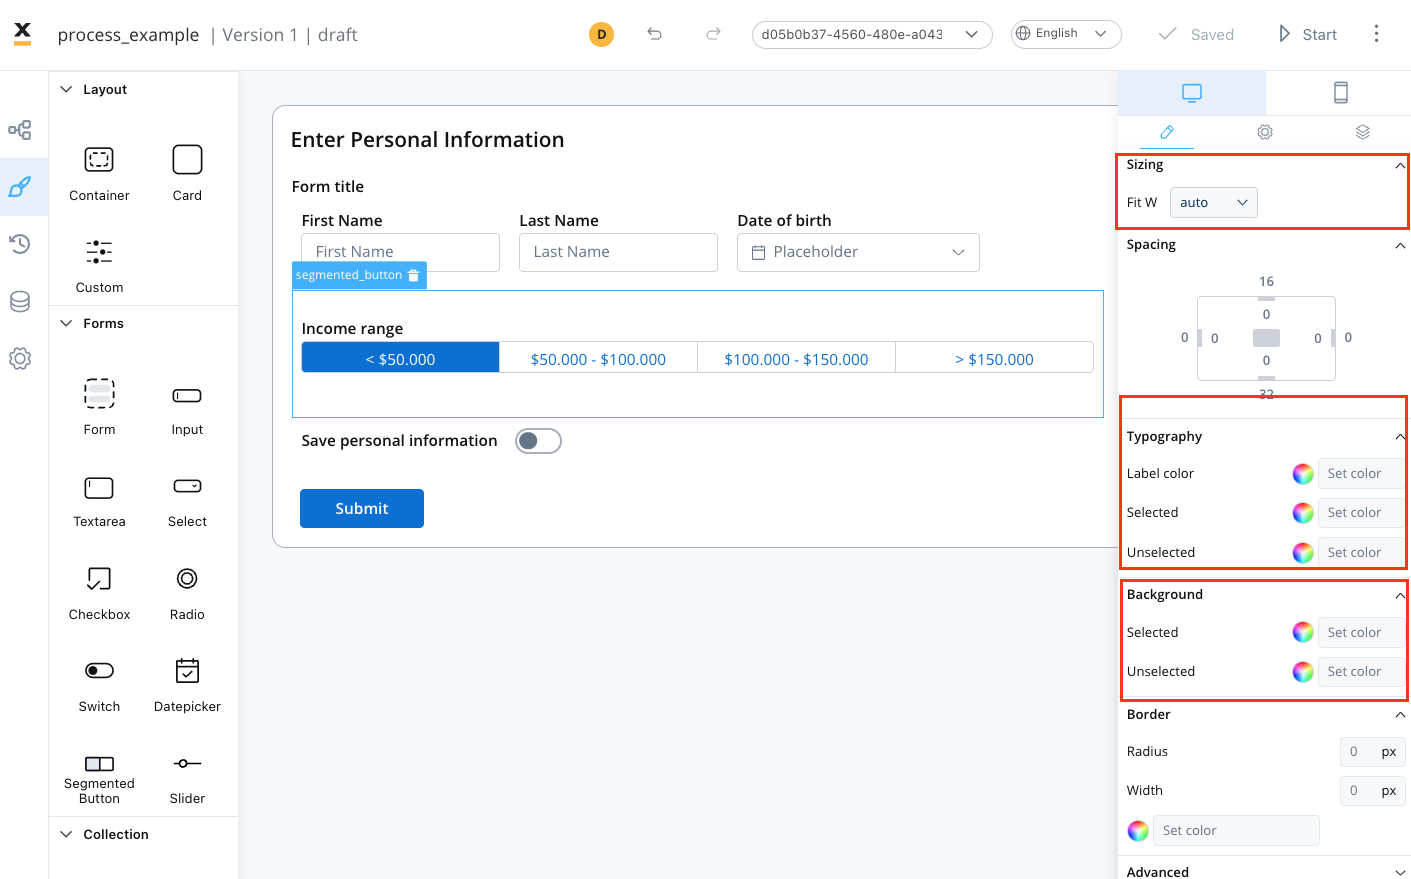 process_example | Version 1 | draft
D
d05b0b37-4560-480e-a043
English
Saved
Start
Layout
Container
Card
Custom
Forms
Form
Input
Textarea
Select
Checkbox
Radio
Switch
Datepicker
Segmented
Button
Slider
Collection
Enter Personal Information
Form title
First Name
Last Name
Date of birth
First Name
Last Name
Placeholder
segmented_button
Income range
< $50.000
$50.000 - $100.000
$100.000 - $150.000
> $150.000
Save personal information
Submit
Sizing
Fit W
auto
Spacing
16
0
0 0 0 0
0
32
Typography
Label color Set color
Selected Set color
Unselected Set color
Background
Selected Set color
Unselected Set color
Border
Radius 0 px
Width 0 px
Set color
Advanced